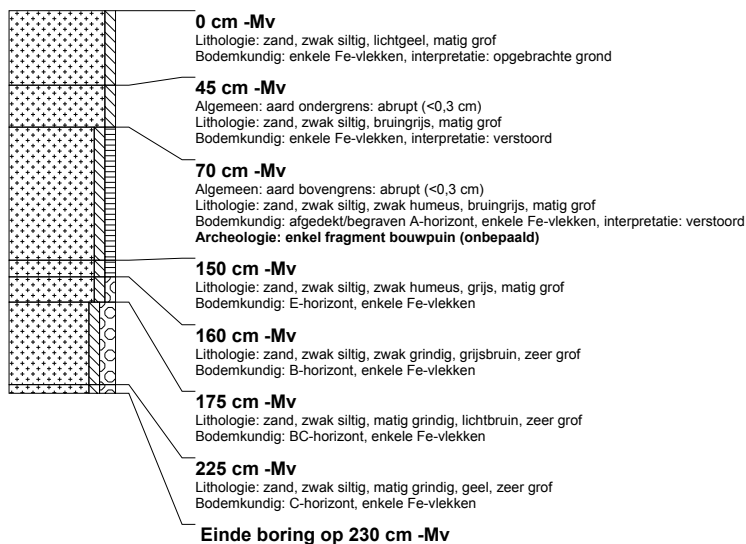 0 cm -Mv
Lithologie: zand, zwak siltig, lichtgeel, matig grof
Bodemkundig: enkele Fe-vlekken, interpretatie: opgebrachte grond
45 cm -Mv
Algemeen: aard ondergrens: abrupt (<0,3 cm)
Lithologie: zand, zwak siltig, bruingrijs, matig grof
Bodemkundig: enkele Fe-vlekken, interpretatie: verstoord
70 cm -Mv
Algemeen: aard bovengrens: abrupt (<0,3 cm)
Lithologie: zand, zwak siltig, zwak humeus, bruingrijs, matig grof
Bodemkundig: afgedekt/begraven A-horizont, enkele Fe-vlekken, interpretatie: verstoord
Archeologie: enkel fragment bouwpuin (onbepaald)
150 cm -Mv
Lithologie: zand, zwak siltig, zwak humeus, grijs, matig grof
Bodemkundig: E-horizont, enkele Fe-vlekken
160 cm -Mv
Lithologie: zand, zwak siltig, zwak grindig, grijsbruin, zeer grof
Bodemkundig: B-horizont, enkele Fe-vlekken
175 cm -Mv
Lithologie: zand, zwak siltig, matig grindig, lichtbruin, zeer grof
Bodemkundig: BC-horizont, enkele Fe-vlekken
225 cm -Mv
Lithologie: zand, zwak siltig, matig grindig, geel, zeer grof
Bodemkundig: C-horizont, enkele Fe-vlekken
Einde boring op 230 cm -Mv